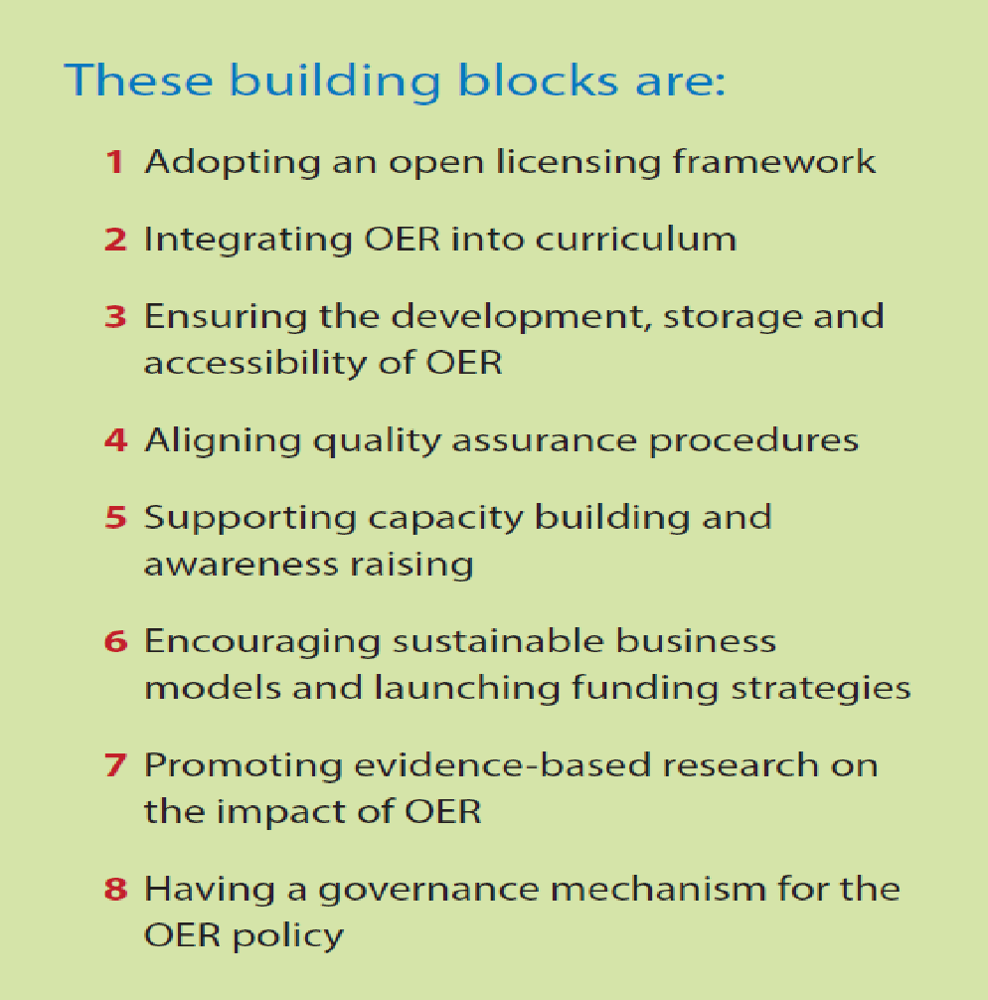 These building blocks are:
1 Adopting an open licensing framework
2 Integrating OER into curriculum
3 Ensuring the development, storage and
accessibility of OER
4 Aligning quality assurance procedures
5 Supporting capacity building and
awareness raising
6 Encouraging sustainable business
models and launching funding strategies
7 Promoting evidence-based research on
the impact of OER
8 Having a governance mechanism for the
OER policy